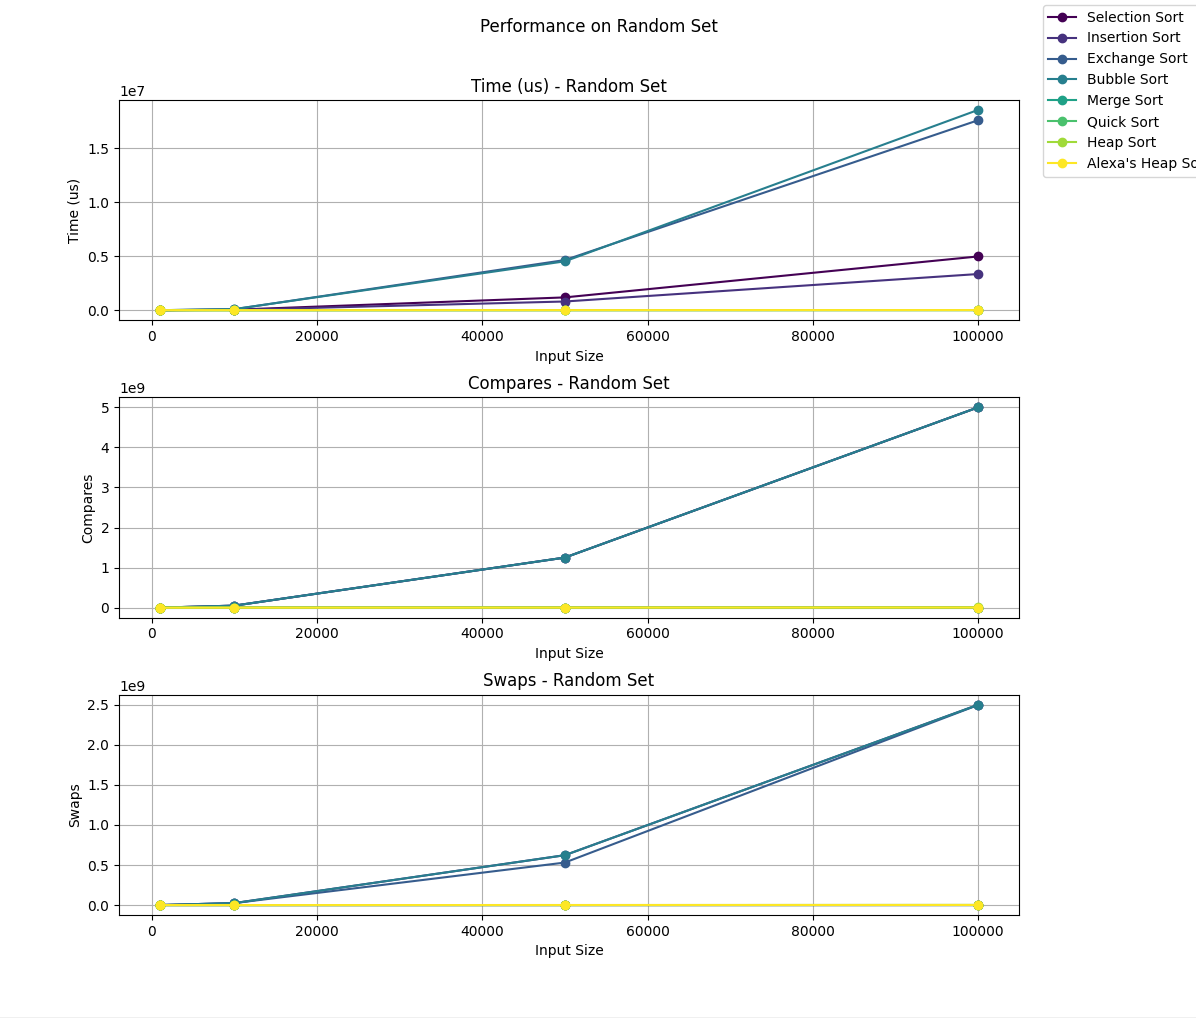 Performance on Random Set
Selection Sort
Insertion Sort
Exchange Sort
Bubble Sort
Merge Sort
Quick Sort
Heap Sort
Alexa's Heap So
Time (us) - Random Set
1e7
1.5
1.0
0.5
0.0
Time (us)
0 20000 40000 60000 80000 100000
Input Size
Compares - Random Set
1e9
5
4
3
2
1
0
Compares
0 20000 40000 60000 80000 100000
Input Size
Swaps - Random Set
1e9
2.5
2.0
1.5
1.0
0.5
0.0
Swaps
0 20000 40000 60000 80000 100000
Input Size